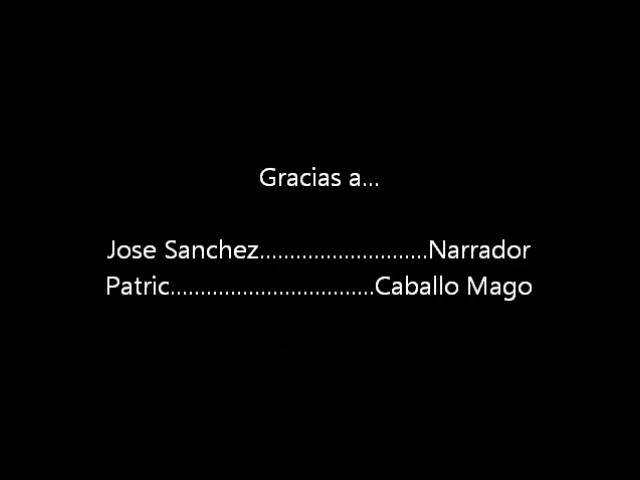 Gracias a...
Jose Sanchez............................Narrador
Patric..................................Caballo Mago